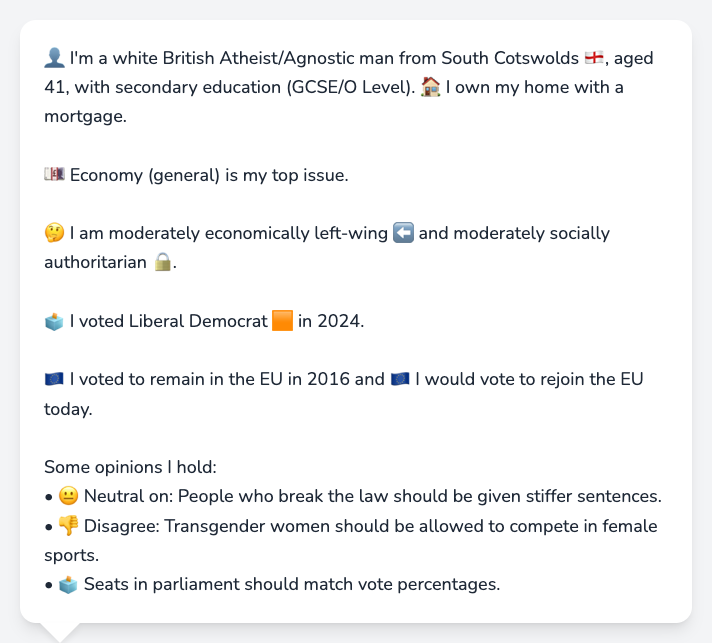 👤 I'm a white British Atheist/Agnostic man from South Cotswolds 🏴󠁧󠁢󠁥󠁮󠁧󠁿, aged
41, with secondary education (GCSE/O Level). 🏠 I own my home with a
mortgage.
💷 Economy (general) is my top issue.
🤔 I am moderately economically left-wing ⬅️ and moderately socially
authoritarian 🔒.
🗳️ I voted Liberal Democrat 🟧 in 2024.
🇪🇺 I voted to remain in the EU in 2016 and 🇪🇺 I would vote to rejoin the EU
today.
Some opinions I hold:
• 😐 Neutral on: People who break the law should be given stiffer sentences.
• 👎 Disagree: Transgender women should be allowed to compete in female
sports.
• 🗳️ Seats in parliament should match vote percentages.